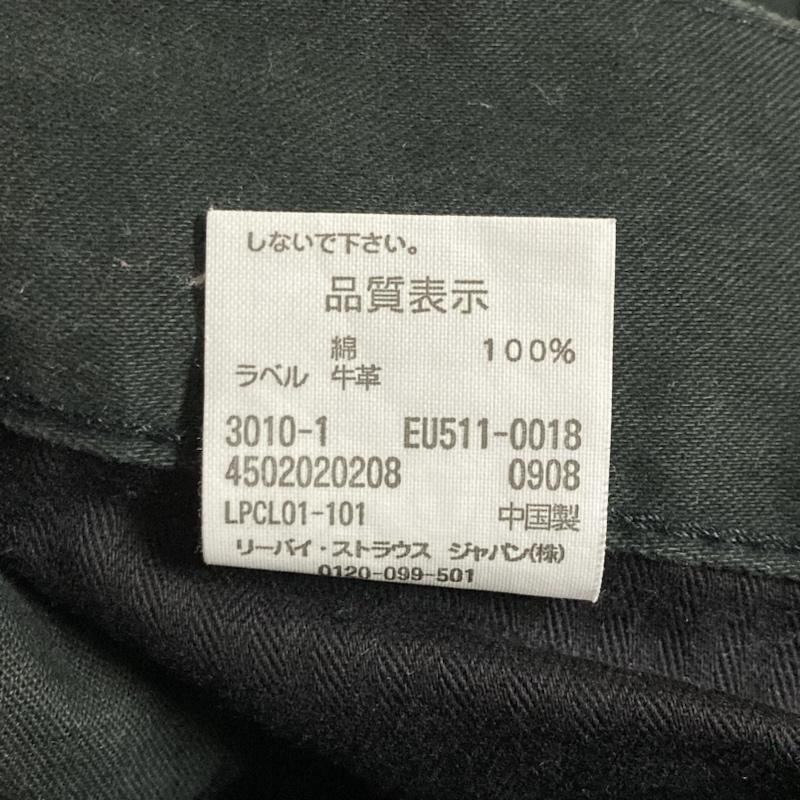 しないで下さい。
品質表示
綿 100%
ラベル 牛革
3010-1 EU511-0018
4502020208 0908
LPCL01-101 中国製
リーバイ・ストラウス ジャパン(株)
0120-099-501